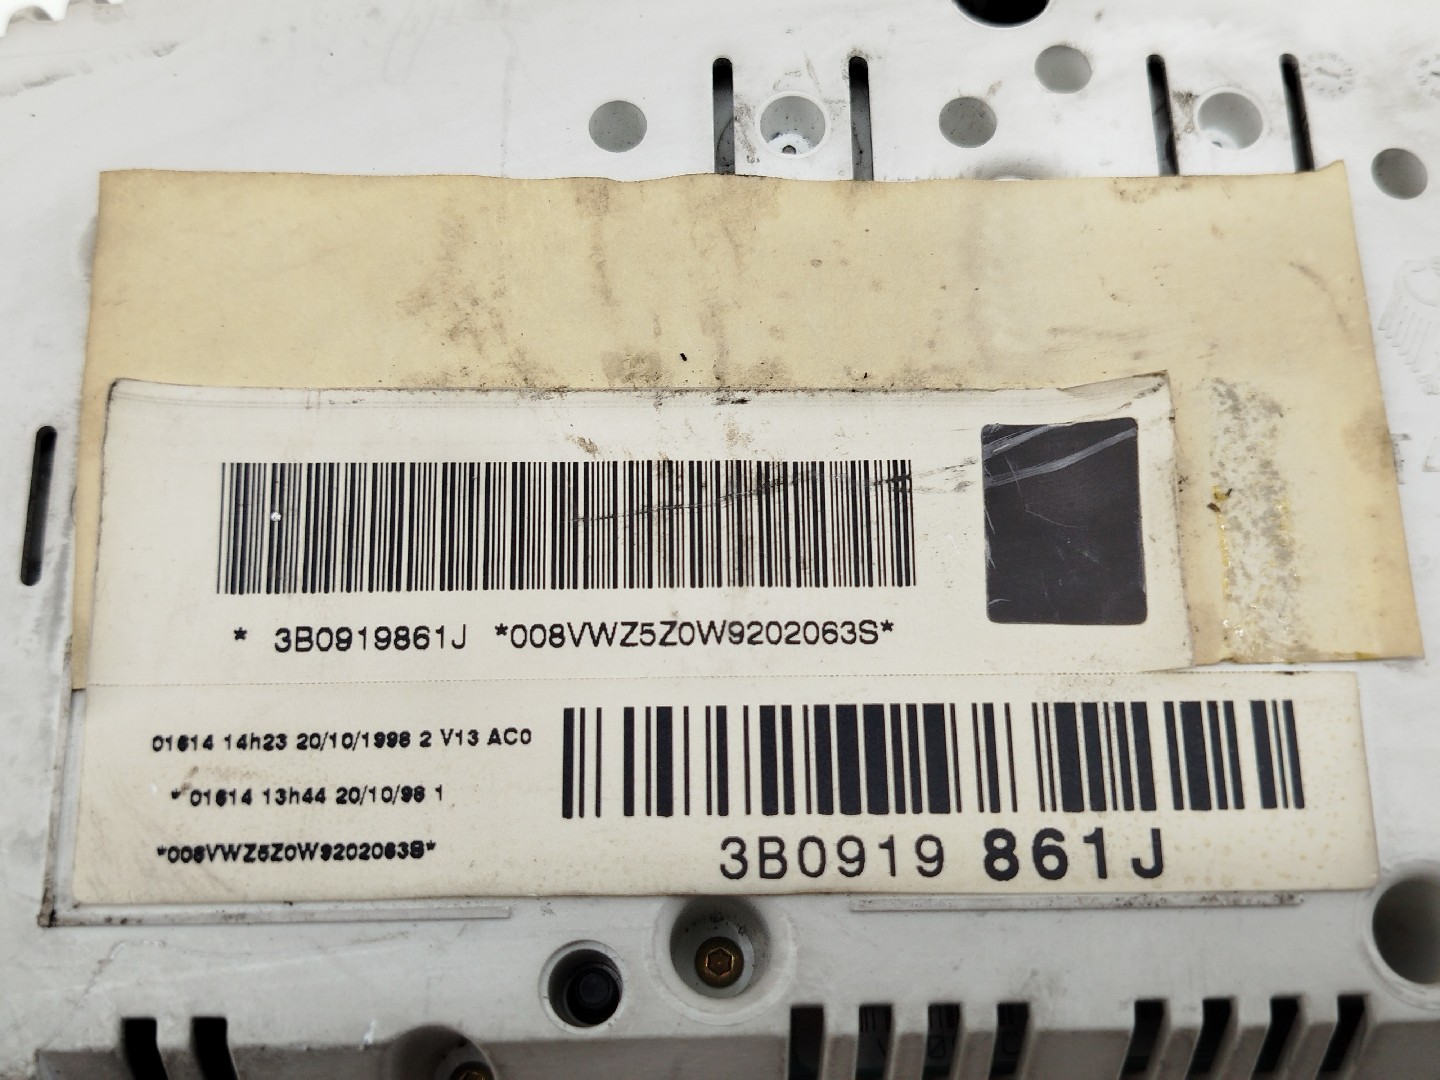 * 3B0919861J *008VWZ5Z0W9202063S*
01614 14h23 20/10/1998 2 V13 AC0
* 01614 13h44 20/10/98 1
*008VWZ5Z0W9202063S*
3B0919 861J